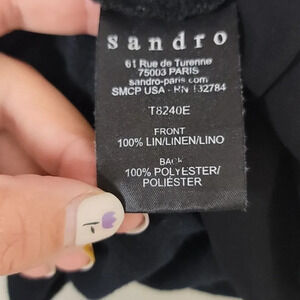 sandro
61 Rue de Turenne
75003 PARIS
sandro-paris.com
SMCP USA - RN 132784
T8240E
FRONT
100% LIN/LINEN/LINO
BACK
100% POLYESTER/
POLIÉSTER